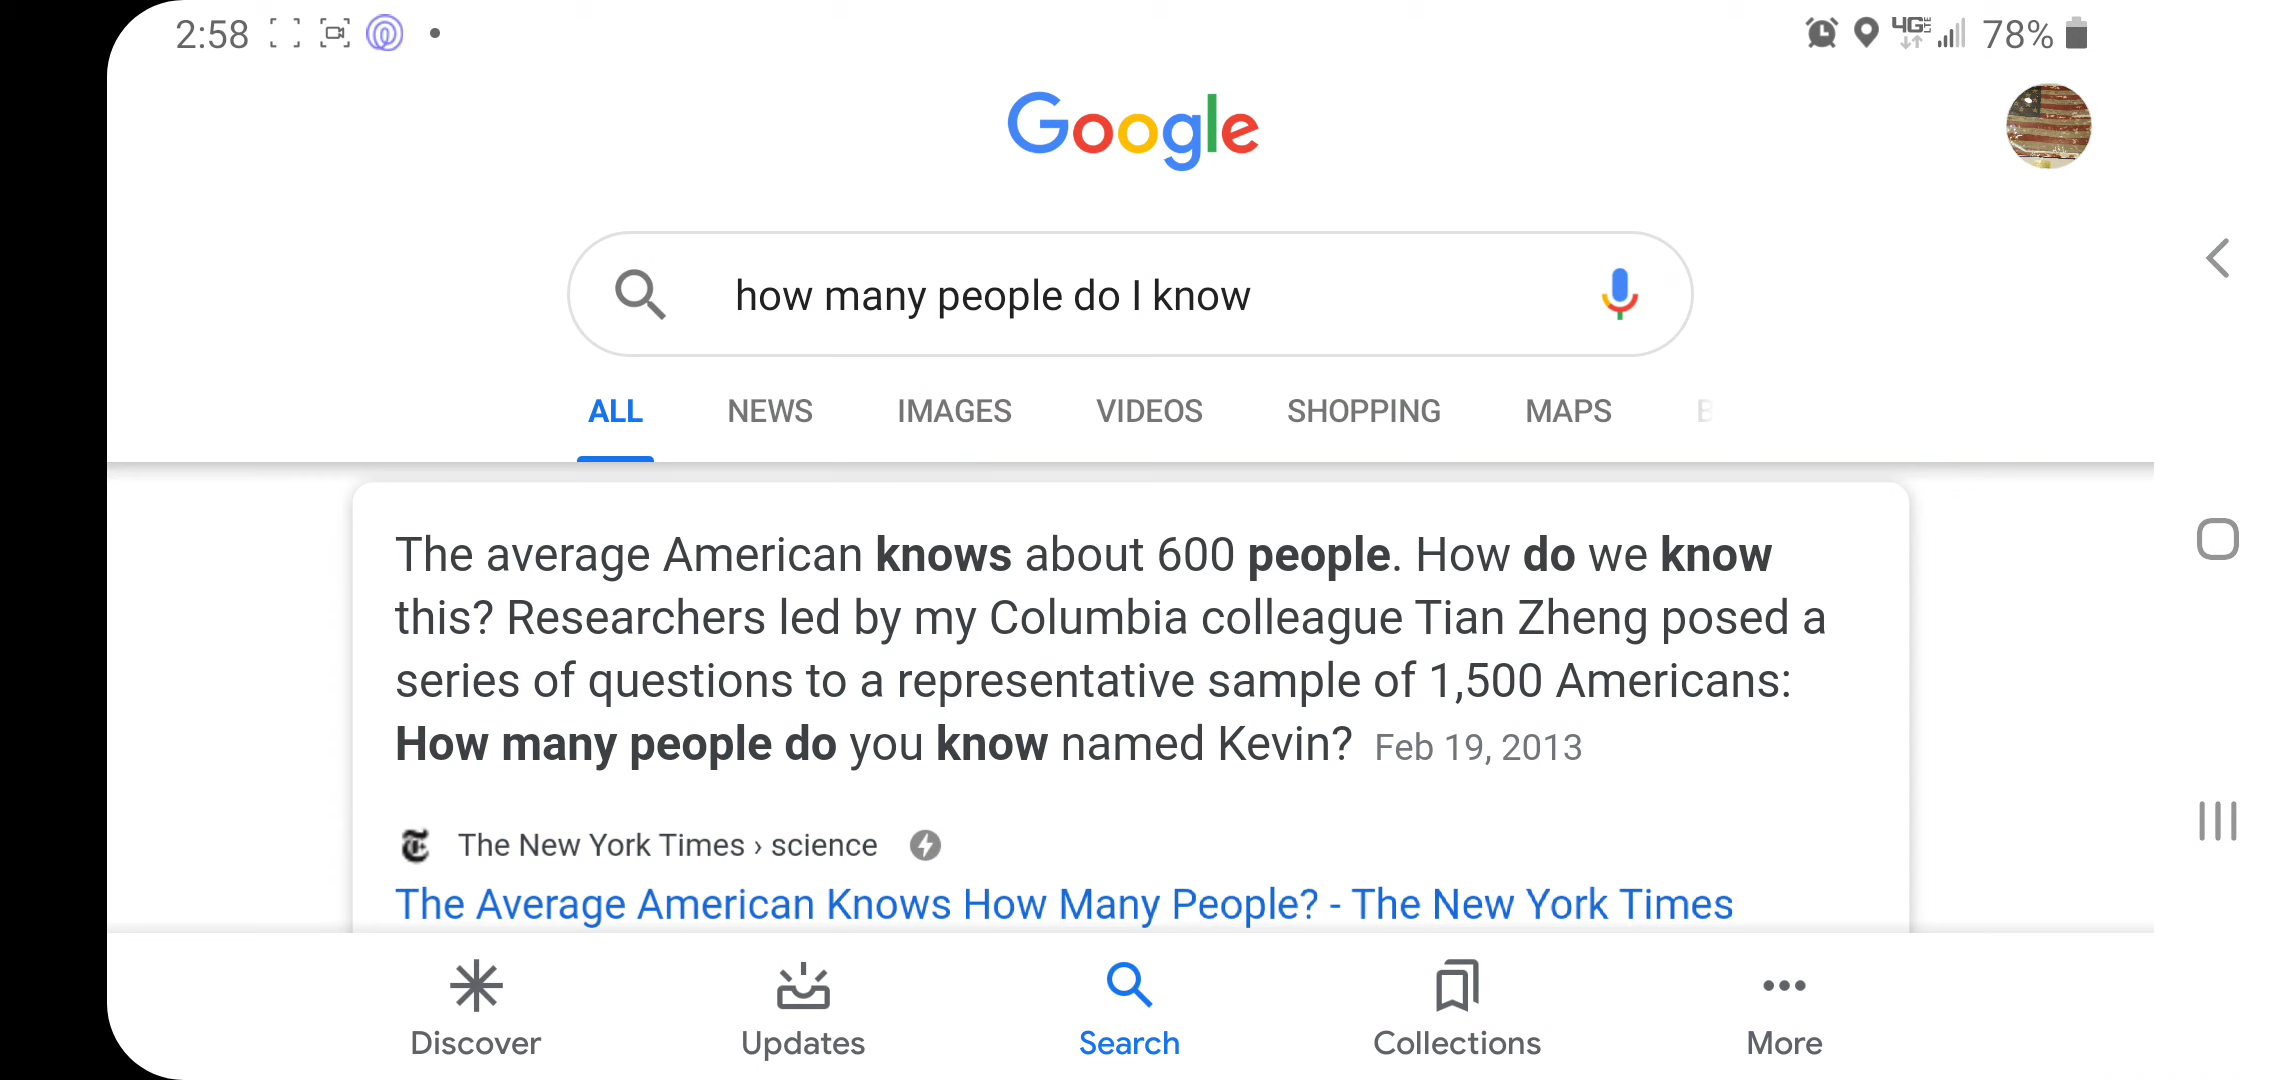 2:58 4G LTE 78%
Google
how many people do I know
ALL NEWS IMAGES VIDEOS SHOPPING MAPS B
The average American knows about 600 people. How do we know
this? Researchers led by my Columbia colleague Tian Zheng posed a
series of questions to a representative sample of 1,500 Americans:
How many people do you know named Kevin? Feb 19, 2013
The New York Times › science
The Average American Knows How Many People? - The New York Times
Discover Updates Search Collections More